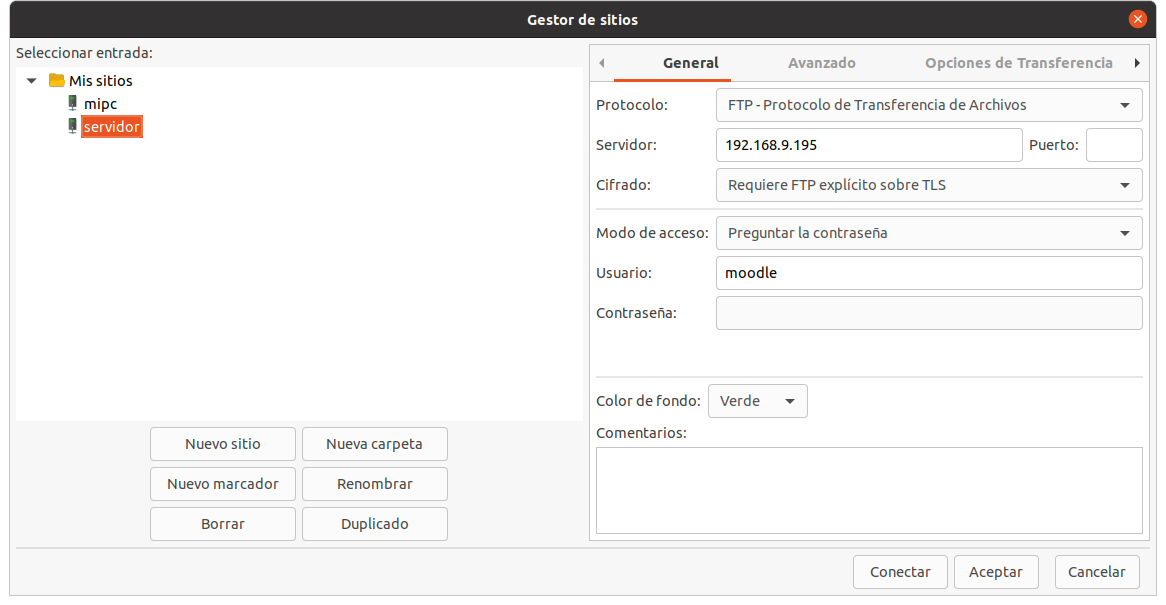 Gestor de sitios
Seleccionar entrada:
Mis sitios
mipc
servidor
Nuevo sitio Nueva carpeta
Nuevo marcador Renombrar
Borrar Duplicado
General Avanzado Opciones de Transferencia
Protocolo: FTP - Protocolo de Transferencia de Archivos
Servidor: 192.168.9.195 Puerto:
Cifrado: Requiere FTP explícito sobre TLS
Modo de acceso: Preguntar la contraseña
Usuario: moodle
Contraseña:
Color de fondo: Verde
Comentarios:
Conectar Aceptar Cancelar